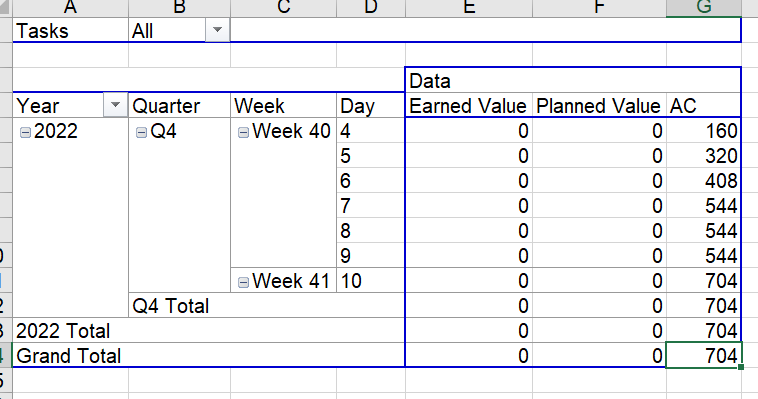 A B C D E F G
Tasks All
Data
Year Quarter Week Day Earned Value Planned Value AC
2022 Q4 Week 40 4 0 0 160
5 0 0 320
6 0 0 408
7 0 0 544
8 0 0 544
9 0 0 544
Week 41 10 0 0 704
Q4 Total 0 0 704
2022 Total 0 0 704
Grand Total 0 0 704